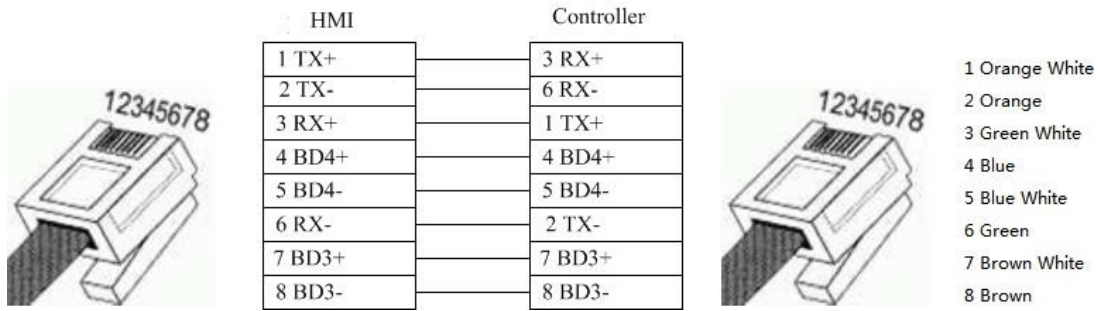 HMI
Controller
12345678
1 TX+
3 RX+
2 TX-
6 RX-
3 RX+
1 TX+
4 BD4+
4 BD4+
5 BD4-
5 BD4-
6 RX-
2 TX-
7 BD3+
7 BD3+
8 BD3-
8 BD3-
12345678
1 Orange White
2 Orange
3 Green White
4 Blue
5 Blue White
6 Green
7 Brown White
8 Brown